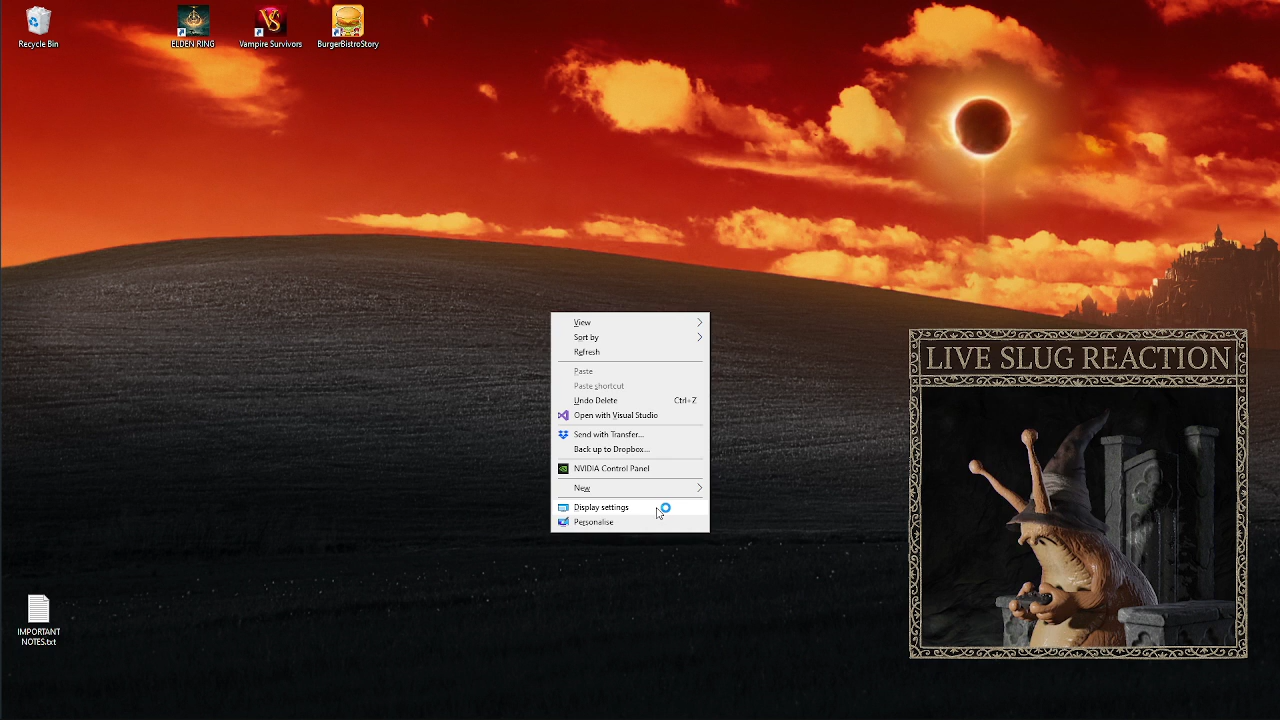 Recycle Bin
ELDEN RING
Vampire Survivors
BurgerBistroStory
View
Sort by
Refresh
Paste
Paste shortcut
Undo Delete Ctrl+Z
Open with Visual Studio
Send with Transfer...
Back up to Dropbox...
NVIDIA Control Panel
New
Display settings
Personalise
LIVE SLUG REACTION
IMPORTANT
NOTES.txt
VS